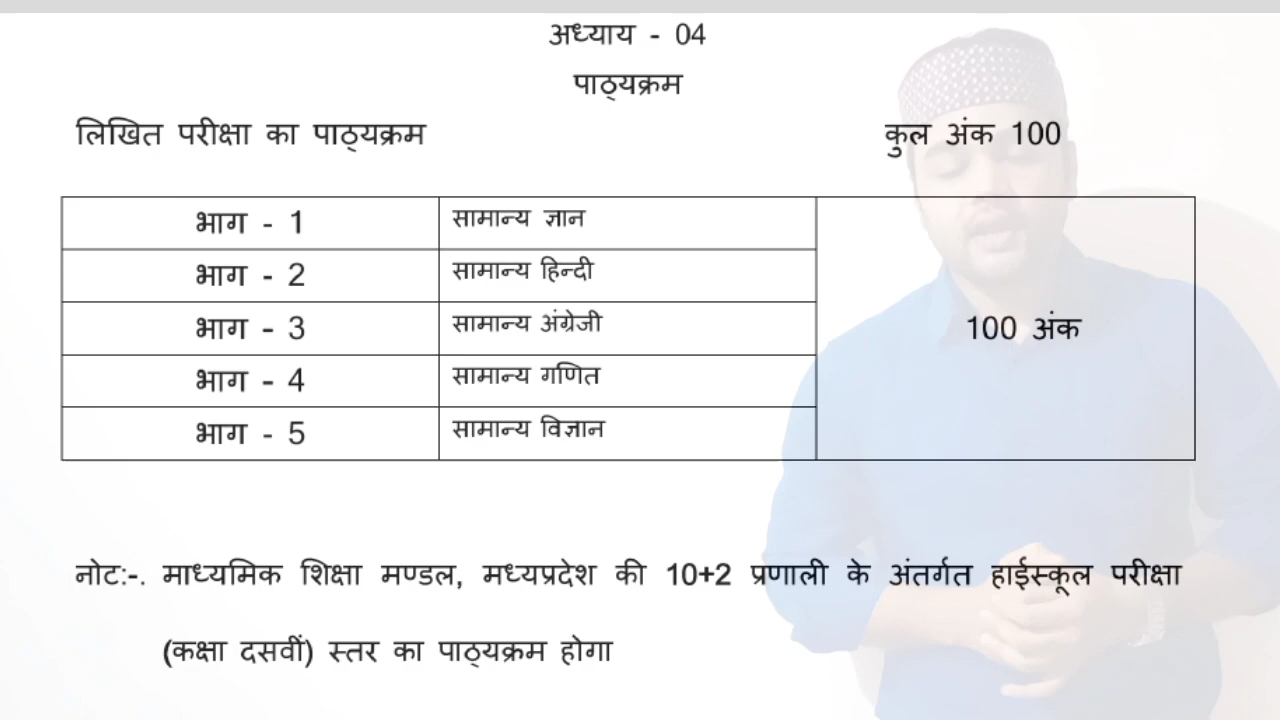 अध्याय - 04
पाठ्यक्रम
लिखित परीक्षा का पाठ्यक्रम कुल अंक 100
भाग - 1 सामान्य ज्ञान
भाग - 2 सामान्य हिन्दी
भाग - 3 सामान्य अंग्रेजी 100 अंक
भाग - 4 सामान्य गणित
भाग - 5 सामान्य विज्ञान
नोटः-. माध्यमिक शिक्षा मण्डल, मध्यप्रदेश की 10+2 प्रणाली के अंतर्गत हाईस्कूल परीक्षा
(कक्षा दसवीं) स्तर का पाठ्यक्रम होगा